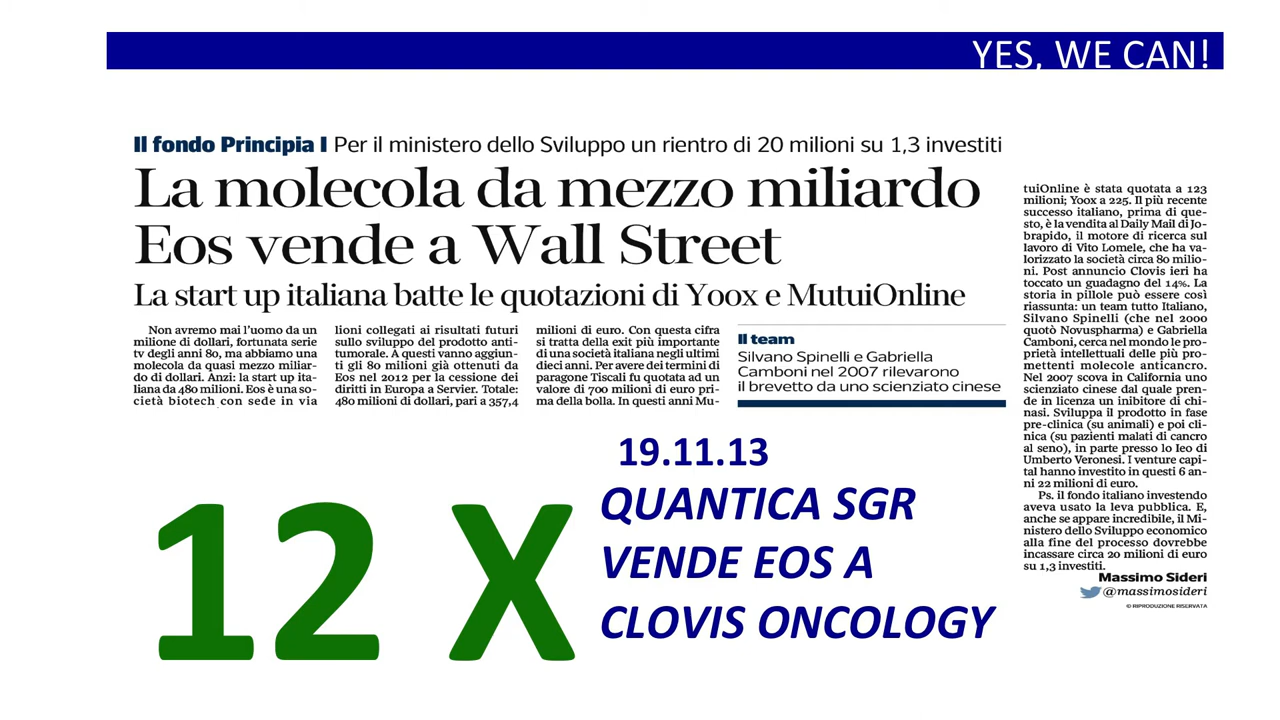 YES, WE CAN!
Il fondo Principia I Per il ministero dello Sviluppo un rientro di 20 milioni su 1,3 investiti
La molecola da mezzo miliardo
Eos vende a Wall Street
La start up italiana batte le quotazioni di Yoox e MutuiOnline
Non avremo mai l'uomo da un
milione di dollari, fortunata serie
tv degli anni 80, ma abbiamo una
molecola da quasi mezzo miliar-
do di dollari. Anzi: la start up ita-
liana da 480 milioni. Eos è una so-
cietà biotech con sede in via
lioni collegati ai risultati futuri
sullo sviluppo del prodotto anti-
tumorale. A questi vanno aggiun-
ti gli 80 milioni già ottenuti da
Eos nel 2012 per la cessione dei
diritti in Europa a Servier. Totale:
480 milioni di dollari, pari a 357,4
milioni di euro. Con questa cifra
si tratta della exit più importante
di una società italiana negli ultimi
dieci anni. Per avere dei termini di
paragone Tiscali fu quotata ad un
valore di 700 milioni di euro pri-
ma della bolla. In questi anni Mu-
Il team
Silvano Spinelli e Gabriella
Camboni nel 2007 rilevarono
il brevetto da uno scienziato cinese
tuiOnline è stata quotata a 123
milioni; Yoox a 225. Il più recente
successo italiano, prima di que-
sto, è la vendita al Daily Mail di Jo-
brapido, il motore di ricerca sul
lavoro di Vito Lomele, che ha va-
lorizzato la società circa 80 milio-
ni. Post annuncio Clovis ieri ha
toccato un guadagno del 14%. La
storia in pillole può essere così
riassunta: un team tutto Italiano,
Silvano Spinelli (che nel 2000
quotò Novuspharma) e Gabriella
Camboni, cerca nel mondo le pro-
prietà intellettuali delle più pro-
mettenti molecole anticancro.
Nel 2007 scova in California uno
scienziato cinese dal quale pren-
de in licenza un inibitore di chi-
nasi. Sviluppa il prodotto in fase
pre-clinica (su animali) e poi cli-
nica (su pazienti malati di cancro
al seno), in parte presso lo Ieo di
Umberto Veronesi. I venture capi-
tal hanno investito in questi 6 an-
ni 22 milioni di euro.
Ps. il fondo italiano investendo
aveva usato la leva pubblica. E,
anche se appare incredibile, il Mi-
nistero dello Sviluppo economico
alla fine del processo dovrebbe
incassare circa 20 milioni di euro
su 1,3 investiti.
Massimo Sideri
@massimosideri
© RIPRODUZIONE RISERVATA
12 X
19.11.13
QUANTICA SGR
VENDE EOS A
CLOVIS ONCOLOGY